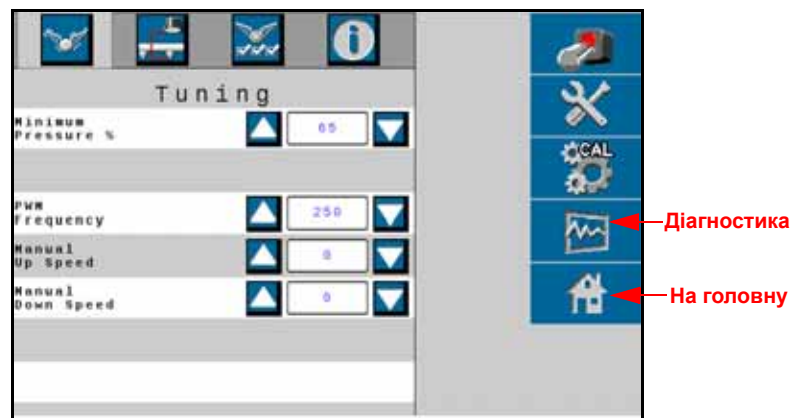 Tuning
Minimum
Pressure %
65
CAL
PWM
Frequency
250
Діагностика
Manual
Up Speed
0
Manual
Down Speed
0
На головну